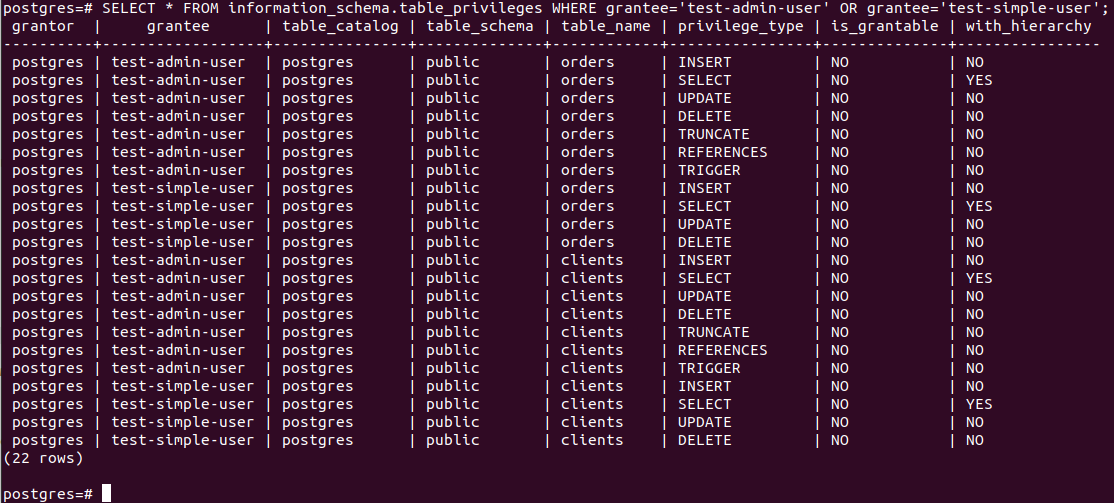 postgres=# SELECT * FROM information_schema.table_privileges WHERE grantee='test-admin-user' OR grantee='test-simple-user';
 grantor  |     grantee      | table_catalog | table_schema | table_name | privilege_type | is_grantable | with_hierarchy
----------+------------------+---------------+--------------+------------+----------------+--------------+----------------
 postgres | test-admin-user  | postgres      | public       | orders     | INSERT         | NO           | NO
 postgres | test-admin-user  | postgres      | public       | orders     | SELECT         | NO           | YES
 postgres | test-admin-user  | postgres      | public       | orders     | UPDATE         | NO           | NO
 postgres | test-admin-user  | postgres      | public       | orders     | DELETE         | NO           | NO
 postgres | test-admin-user  | postgres      | public       | orders     | TRUNCATE       | NO           | NO
 postgres | test-admin-user  | postgres      | public       | orders     | REFERENCES     | NO           | NO
 postgres | test-admin-user  | postgres      | public       | orders     | TRIGGER        | NO           | NO
 postgres | test-simple-user | postgres      | public       | orders     | INSERT         | NO           | NO
 postgres | test-simple-user | postgres      | public       | orders     | SELECT         | NO           | YES
 postgres | test-simple-user | postgres      | public       | orders     | UPDATE         | NO           | NO
 postgres | test-simple-user | postgres      | public       | orders     | DELETE         | NO           | NO
 postgres | test-admin-user  | postgres      | public       | clients    | INSERT         | NO           | NO
 postgres | test-admin-user  | postgres      | public       | clients    | SELECT         | NO           | YES
 postgres | test-admin-user  | postgres      | public       | clients    | UPDATE         | NO           | NO
 postgres | test-admin-user  | postgres      | public       | clients    | DELETE         | NO           | NO
 postgres | test-admin-user  | postgres      | public       | clients    | TRUNCATE       | NO           | NO
 postgres | test-admin-user  | postgres      | public       | clients    | REFERENCES     | NO           | NO
 postgres | test-admin-user  | postgres      | public       | clients    | TRIGGER        | NO           | NO
 postgres | test-simple-user | postgres      | public       | clients    | INSERT         | NO           | NO
 postgres | test-simple-user | postgres      | public       | clients    | SELECT         | NO           | YES
 postgres | test-simple-user | postgres      | public       | clients    | UPDATE         | NO           | NO
 postgres | test-simple-user | postgres      | public       | clients    | DELETE         | NO           | NO
(22 rows)

postgres=#